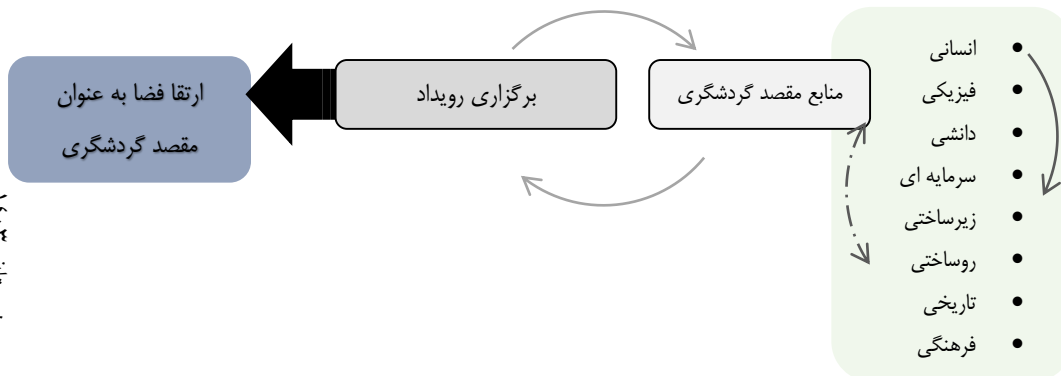 انسانی
فیزیکی
دانشی
سرمایه ای
زیرساختی
روساختی
تاریخی
فرهنگی
منابع مقصد گردشگری
برگزاری رویداد
ارتقا فضا به عنوان
مقصد گردشگری